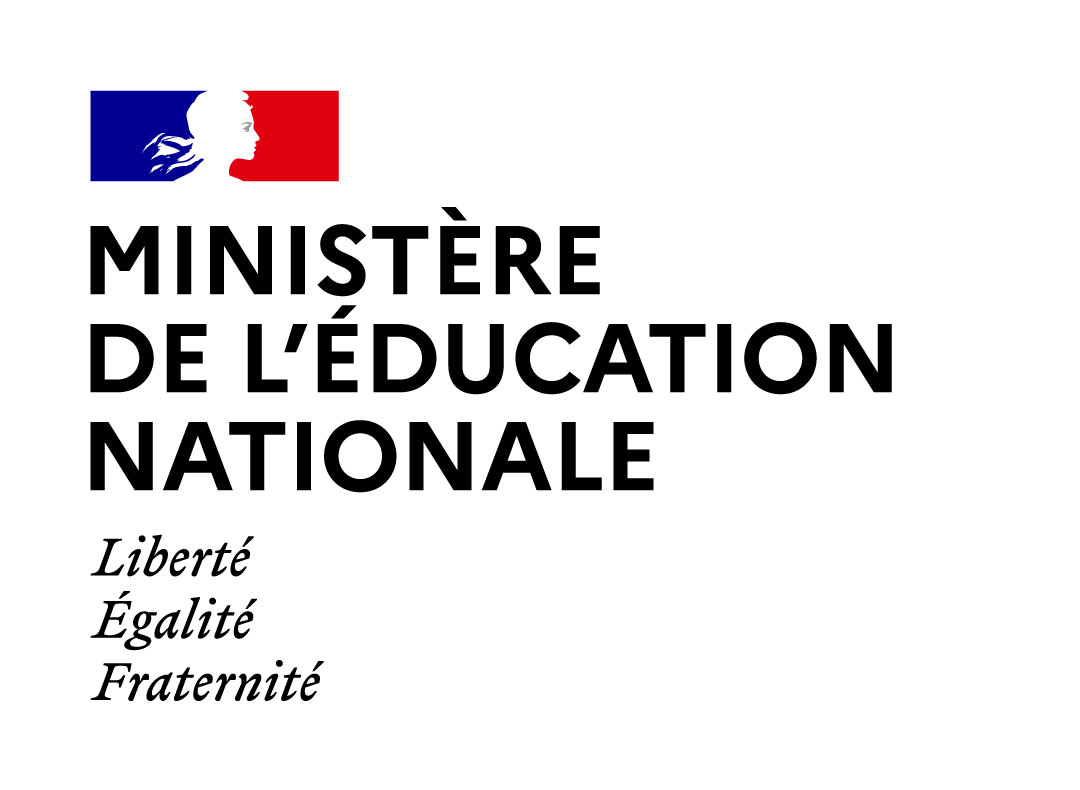 MINISTÈRE
DE L’ÉDUCATION
NATIONALE
Liberté
Égalité
Fraternité